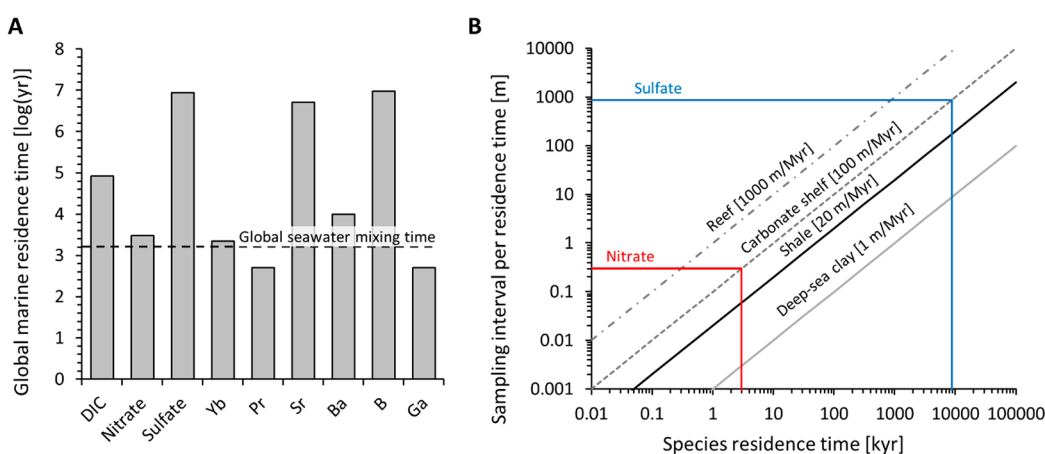 A
Global marine residence time [log(yr)]
8
7
6
5
4
3
2
1
0
Global seawater mixing time
DIC
Nitrate
Sulfate
Yb
Pr
Sr
Ba
B
Ga
B
Sampling interval per residence time [m]
10000
1000
100
10
1
0.1
0.01
0.001
Sulfate
Nitrate
Reef [1000 m/Myr]
Carbonate shelf [100 m/Myr]
Shale [20 m/Myr]
Deep-sea clay [1 m/Myr]
0.01 0.1 1 10 100 1000 10000 100000
Species residence time [kyr]